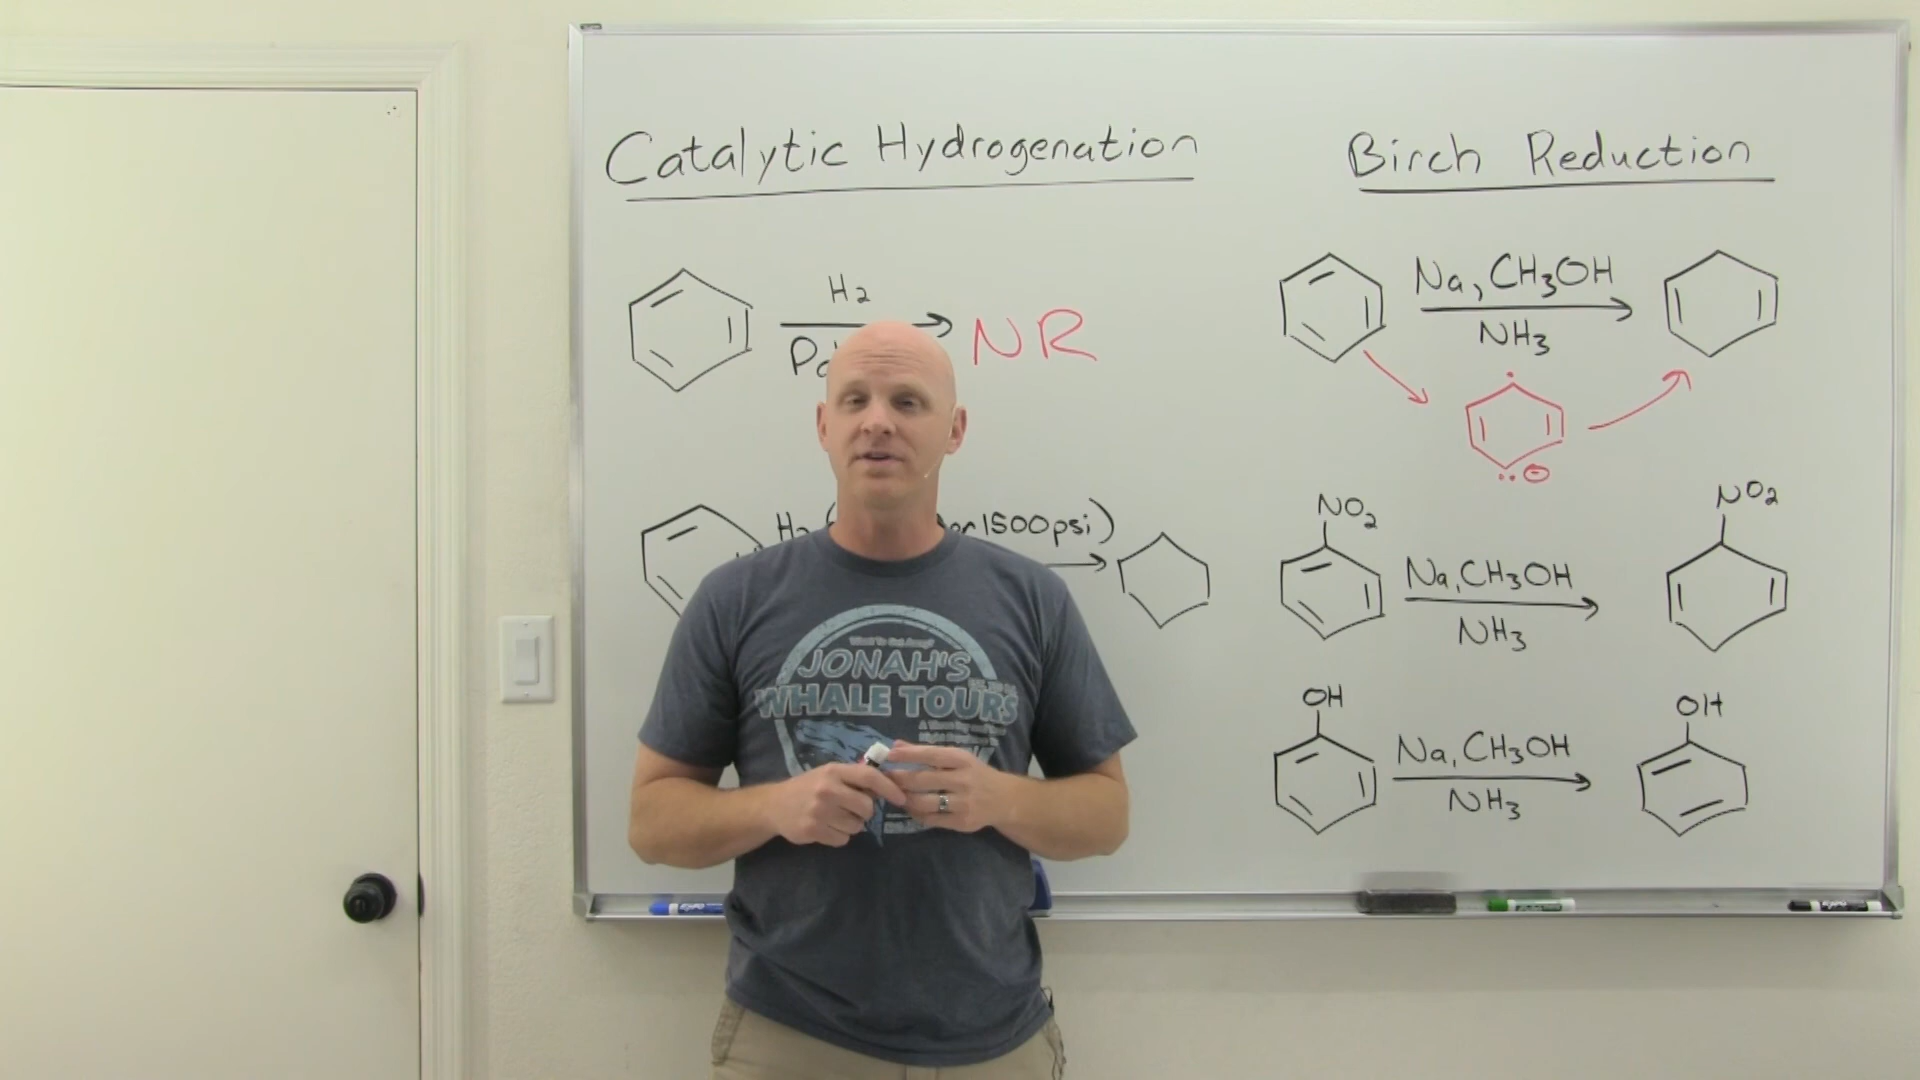 Catalytic Hydrogenation
H2
NR
H2 ( 1500psi)
Birch Reduction
Na, CH3OH
NH3
NO2
Na, CH3OH
NH3
NO2
OH
Na, CH3OH
NH3
OH
JONAH'S
WHALE TOURS
EXPO